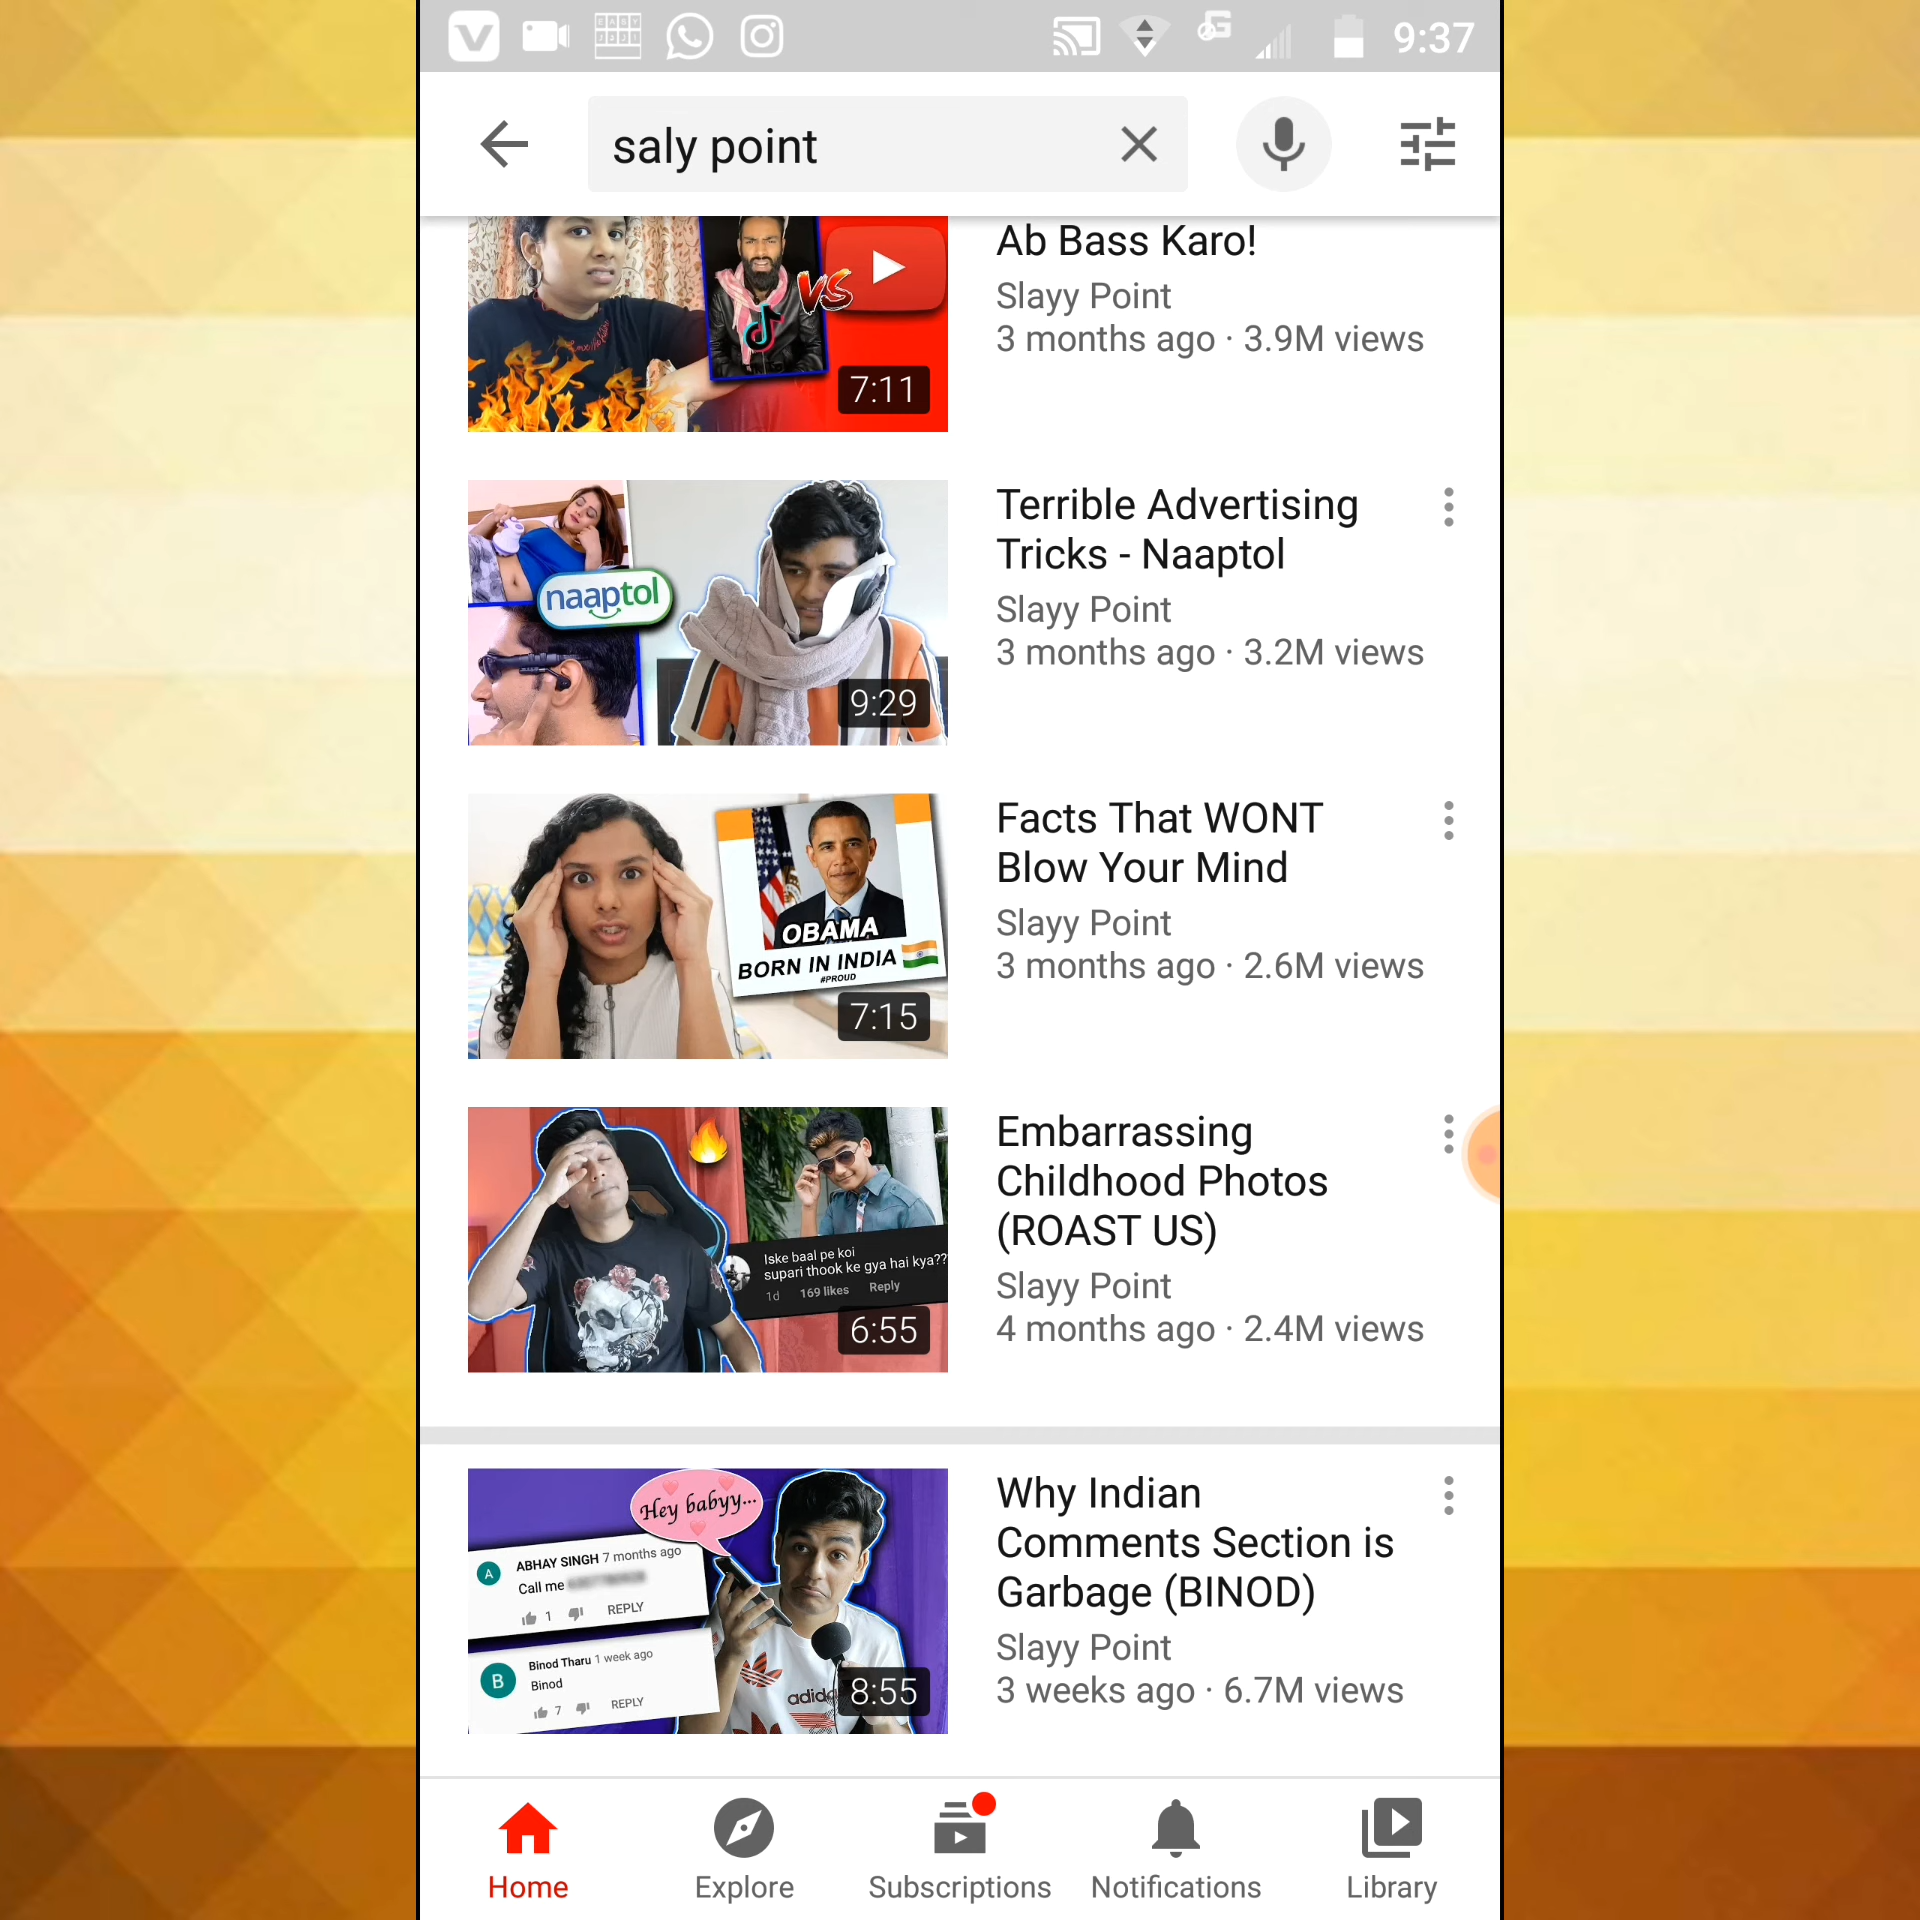 9:37
saly point
Ab Bass Karo!
Slayy Point
3 months ago · 3.9M views
VS
7:11
Terrible Advertising
Tricks - Naaptol
Slayy Point
3 months ago · 3.2M views
naaptol
9:29
Facts That WONT
Blow Your Mind
Slayy Point
3 months ago · 2.6M views
OBAMA
BORN IN INDIA
#PROUD
7:15
Embarrassing
Childhood Photos
(ROAST US)
Slayy Point
4 months ago · 2.4M views
Iske baal pe koi
supari thook ke gya hai kya??
1d 169 likes Reply
6:55
Why Indian
Comments Section is
Garbage (BINOD)
Slayy Point
3 weeks ago · 6.7M views
Hey babyy...
A ABHAY SINGH 7 months ago
Call me
1 REPLY
B Binod Tharu 1 week ago
Binod
7 REPLY
8:55
Home
Explore
Subscriptions
Notifications
Library